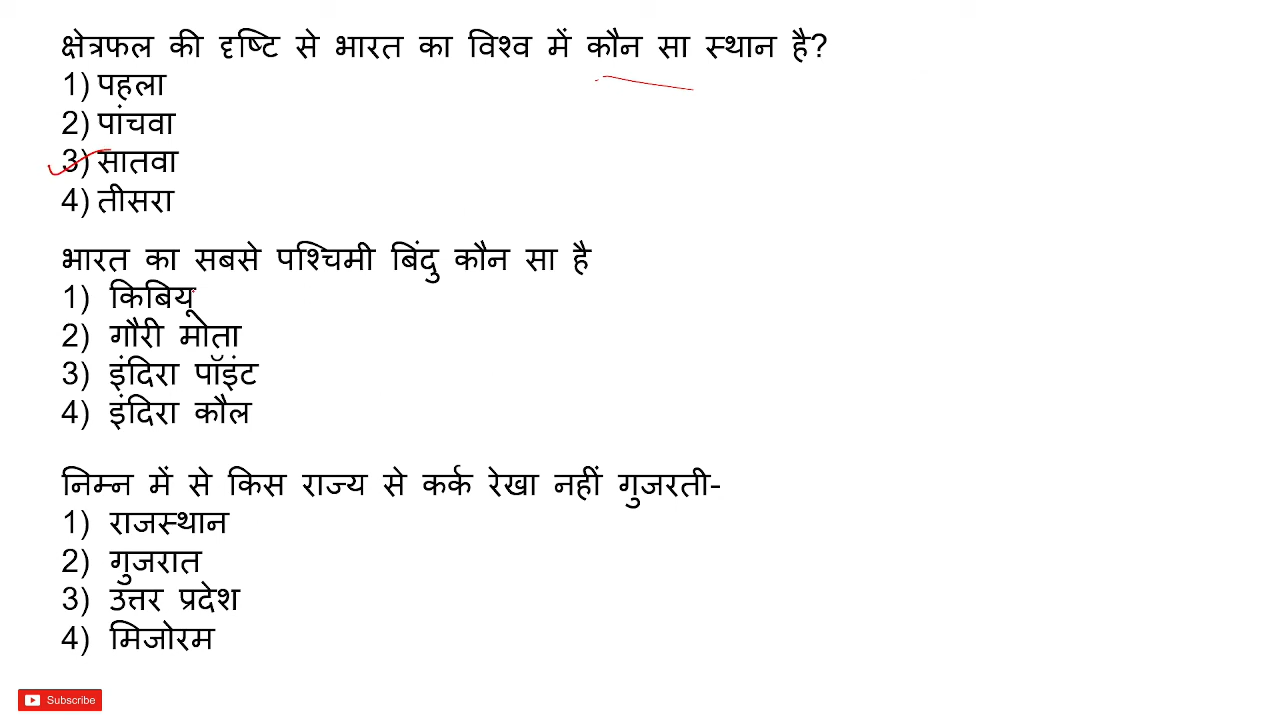 क्षेत्रफल की दृष्टि से भारत का विश्व में कौन सा स्थान है?
1) पहला
2) पांचवा
3) सातवा
4) तीसरा
भारत का सबसे पश्चिमी बिंदु कौन सा है
1) किबियू
2) गौरी मोता
3) इंदिरा पॉइंट
4) इंदिरा कौल
निम्न में से किस राज्य से कर्क रेखा नहीं गुजरती-
1) राजस्थान
2) गुजरात
3) उत्तर प्रदेश
4) मिजोरम
Subscribe